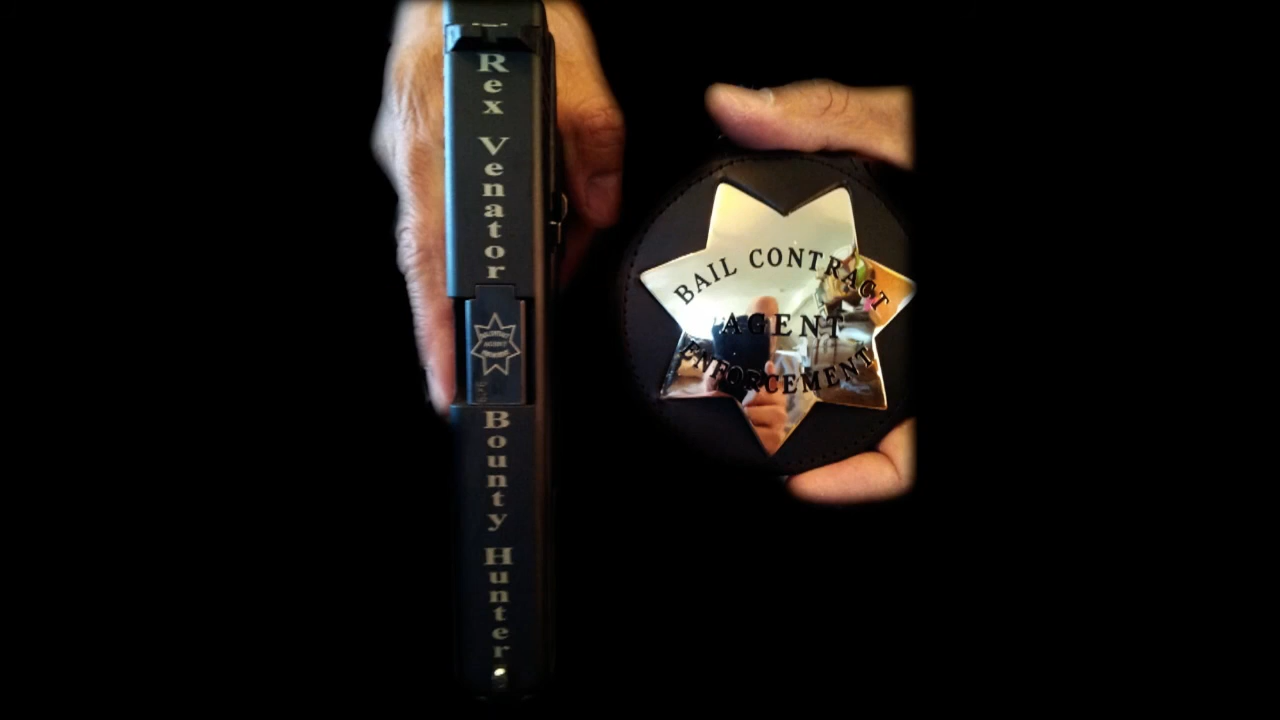 Rex Venator
Bounty Hunter
BAIL CONTRACT
AGENT
ENFORCEMENT